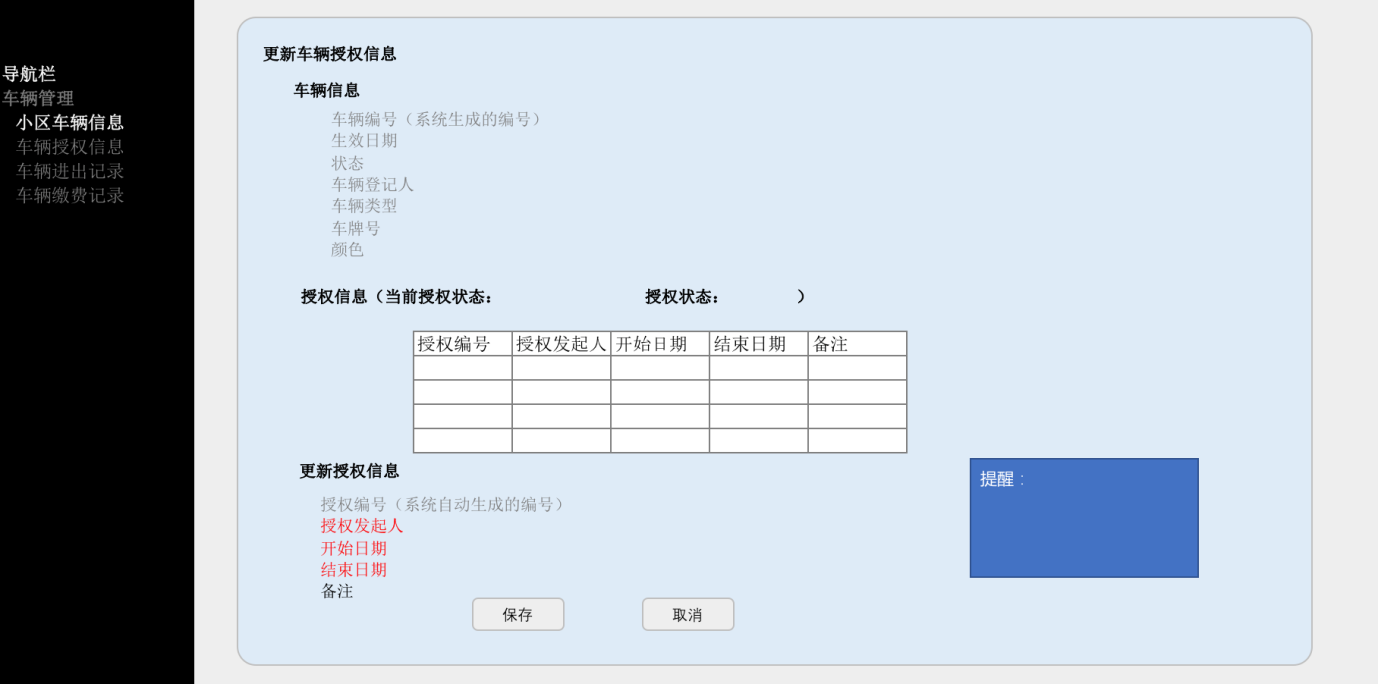 导航栏
车辆管理
小区车辆信息
车辆授权信息
车辆进出记录
车辆缴费记录
更新车辆授权信息
车辆信息
车辆编号（系统生成的编号）
生效日期
状态
车辆登记人
车辆类型
车牌号
颜色
授权信息（当前授权状态： 授权状态： ）
授权编号 授权发起人 开始日期 结束日期 备注
更新授权信息
授权编号（系统自动生成的编号）
授权发起人
开始日期
结束日期
备注
提醒：
保存 取消